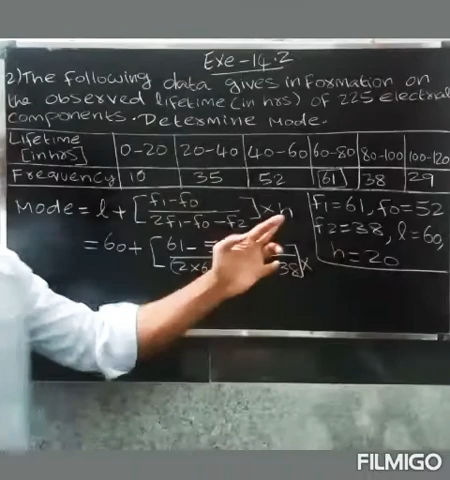 Exe-14.2
2) The following data gives information on
the observed lifetime (in hrs) of 225 electrial
components. Determine mode.
Lifetime [in hrs] 0-20 20-40 40-60 60-80 80-100 100-120
Frequency 10 35 52 61 38 29
Mode = l + [f1-f0 / 2f1-f0-f2] × h
= 60 + [61- / (2×6 38] ×
f1=61, f0=52
f2=38, l=60,
h=20
FILMIGO